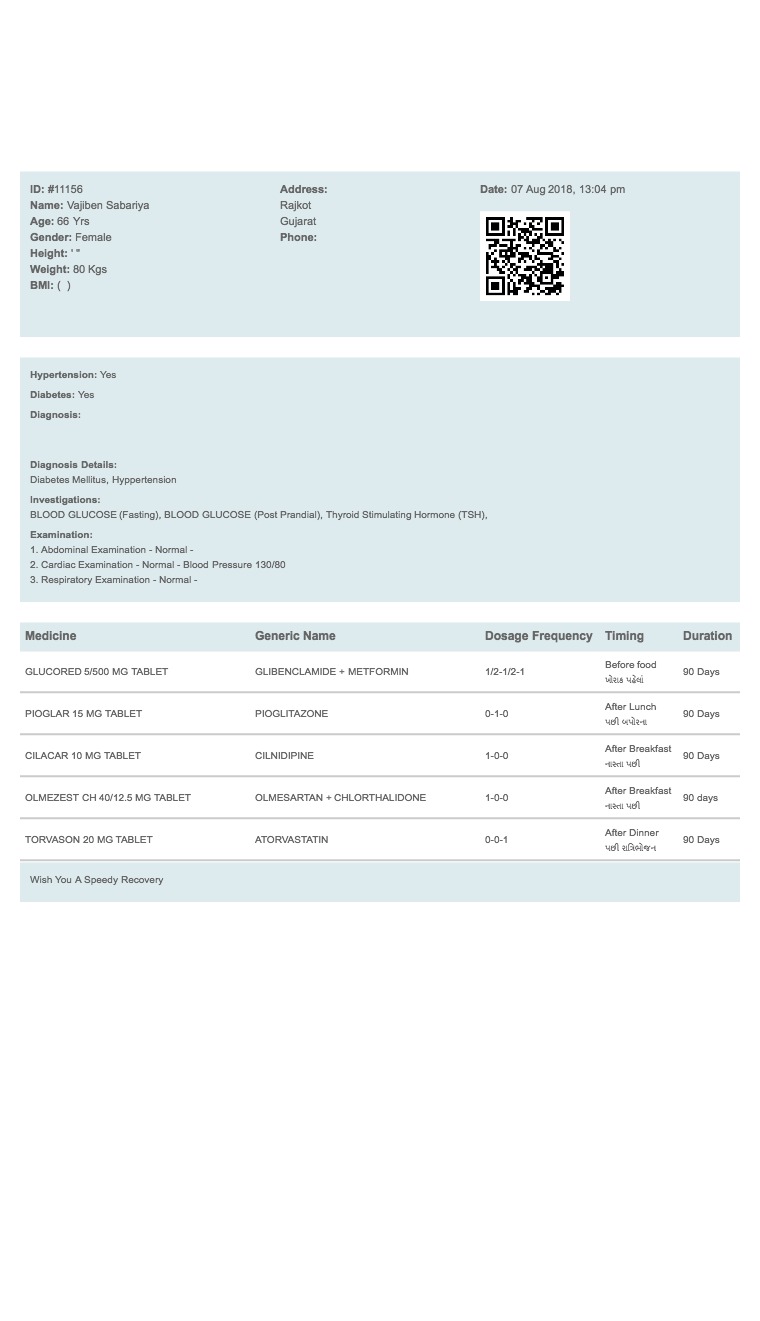 ID: #11156
Name: Vajiben Sabariya
Age: 66 Yrs
Gender: Female
Height: ' "
Weight: 80 Kgs
BMI: ( )
Address:
Rajkot
Gujarat
Phone:
Date: 07 Aug 2018, 13:04 pm
Hypertension: Yes
Diabetes: Yes
Diagnosis:
Diagnosis Details:
Diabetes Mellitus, Hyppertension
Investigations:
BLOOD GLUCOSE (Fasting), BLOOD GLUCOSE (Post Prandial), Thyroid Stimulating Hormone (TSH),
Examination:
1. Abdominal Examination - Normal -
2. Cardiac Examination - Normal - Blood Pressure 130/80
3. Respiratory Examination - Normal -
Medicine Generic Name Dosage Frequency Timing Duration
GLUCORED 5/500 MG TABLET GLIBENCLAMIDE + METFORMIN 1/2-1/2-1 Before food 90 Days
ખોરાક પહેલાં
PIOGLAR 15 MG TABLET PIOGLITAZONE 0-1-0 After Lunch 90 Days
પછી બપોરના
CILACAR 10 MG TABLET CILNIDIPINE 1-0-0 After Breakfast 90 Days
નાસ્તા પછી
OLMEZEST CH 40/12.5 MG TABLET OLMESARTAN + CHLORTHALIDONE 1-0-0 After Breakfast 90 days
નાસ્તા પછી
TORVASON 20 MG TABLET ATORVASTATIN 0-0-1 After Dinner 90 Days
પછી રાત્રિભોજન
Wish You A Speedy Recovery